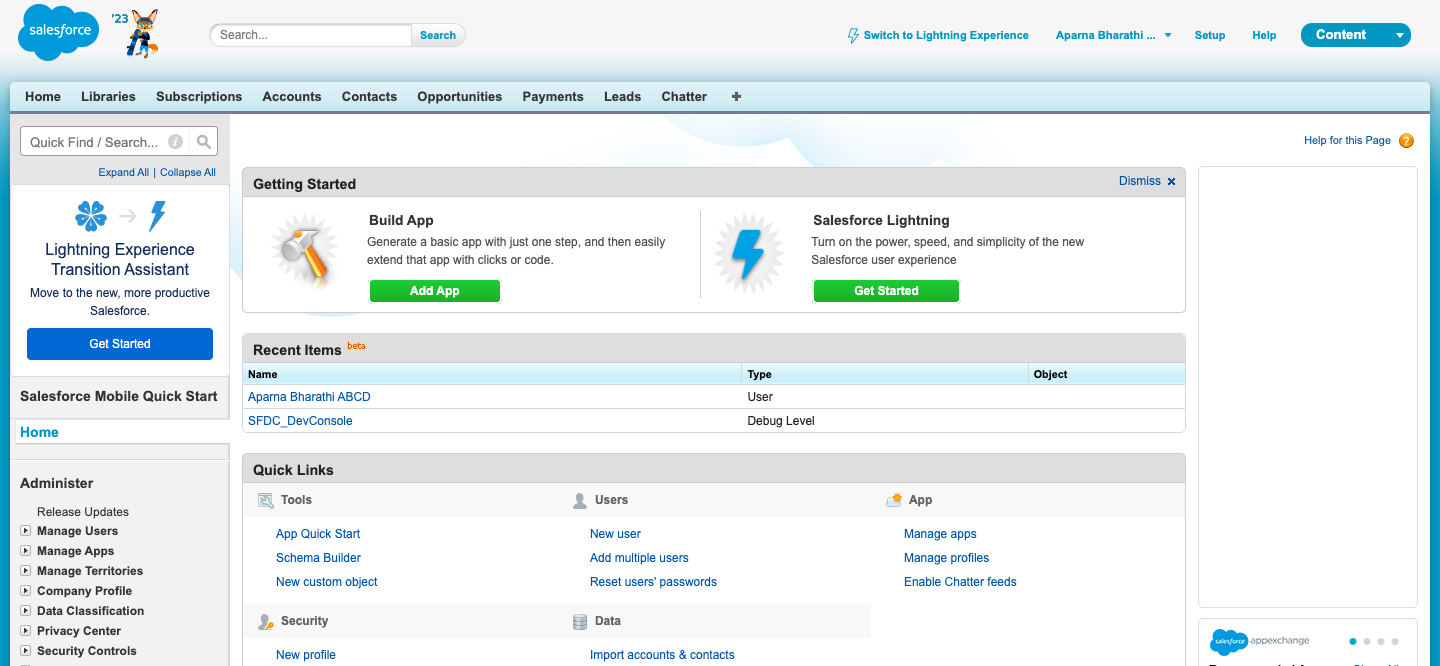 salesforce
'23
Search...
Search
Switch to Lightning Experience
Aparna Bharathi ...
Setup
Help
Content
Home Libraries Subscriptions Accounts Contacts Opportunities Payments Leads Chatter +
Quick Find / Search...
Expand All | Collapse All
Lightning Experience
Transition Assistant
Move to the new, more productive
Salesforce.
Get Started
Salesforce Mobile Quick Start
Home
Administer
Release Updates
Manage Users
Manage Apps
Manage Territories
Company Profile
Data Classification
Privacy Center
Security Controls
Help for this Page ?
Getting Started
Dismiss
Build App
Generate a basic app with just one step, and then easily
extend that app with clicks or code.
Add App
Salesforce Lightning
Turn on the power, speed, and simplicity of the new
Salesforce user experience
Get Started
Recent Items beta
Name Type Object
Aparna Bharathi ABCD User
SFDC_DevConsole Debug Level
Quick Links
Tools
App Quick Start
Schema Builder
New custom object
Users
New user
Add multiple users
Reset users' passwords
App
Manage apps
Manage profiles
Enable Chatter feeds
Security
New profile
Data
Import accounts & contacts
salesforce appexchange